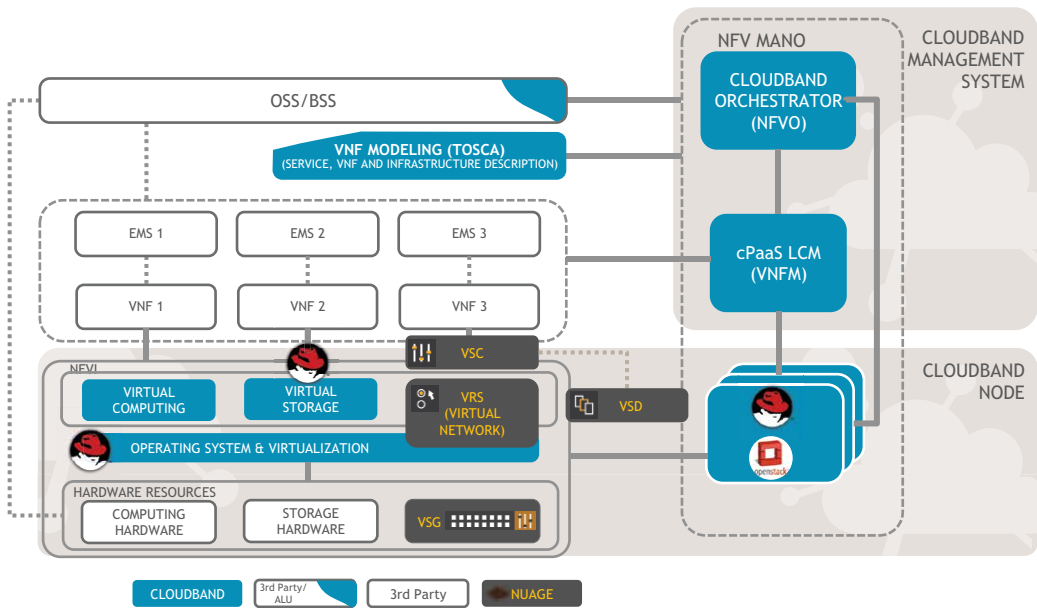 NFV MANO
CLOUDBAND
MANAGEMENT
SYSTEM
CLOUDBAND
ORCHESTRATOR
(NFVO)
OSS/BSS
VNF MODELING (TOSCA)
(SERVICE, VNF AND INFRASTRUCTURE DESCRIPTION)
EMS 1
EMS 2
EMS 3
cPaaS LCM
(VNFM)
VNF 1
VNF 2
VNF 3
VSC
NFVI
CLOUDBAND
NODE
VIRTUAL
COMPUTING
VIRTUAL
STORAGE
VRS
(VIRTUAL
NETWORK)
VSD
OPERATING SYSTEM & VIRTUALIZATION
openstack
HARDWARE RESOURCES
COMPUTING
HARDWARE
STORAGE
HARDWARE
VSG
CLOUDBAND
3rd Party/
ALU
3rd Party
NUAGE